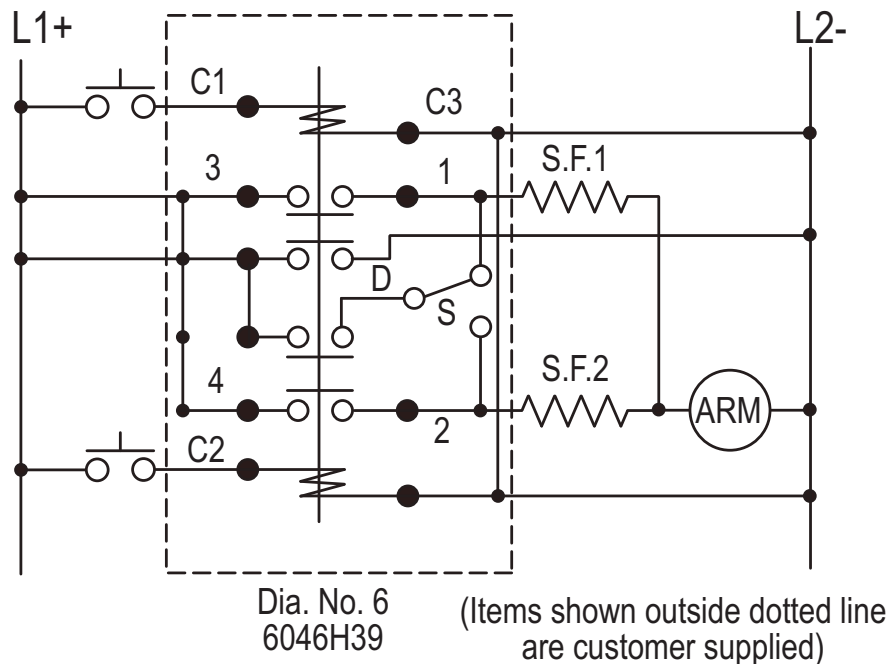 L1+
L2-
C1
C3
3
1
S.F.1
D
S
4
S.F.2
ARM
2
C2
Dia. No. 6
6046H39
(Items shown outside dotted line
are customer supplied)